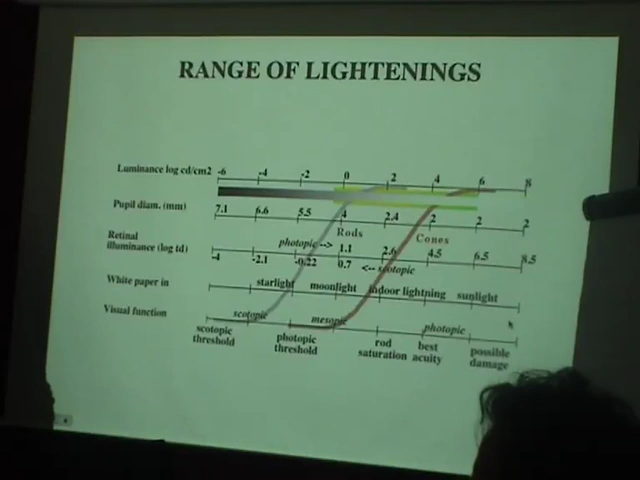 RANGE OF LIGHTENINGS
Luminance log cd/cm2 -6 -4 -2 0 2 4 6 8
Pupil diam. (mm) 7.1 6.6 5.5 4 2.4 2 2 2
Rods
Cones
Retinal
illuminance (log td)
photopic --> 1.1 2.6 4.5 6.5 8.5
-4 -2.1 -0.22 0.7 <-- scotopic
White paper in starlight moonlight indoor lightning sunlight
Visual function scotopic mesopic photopic
scotopic
threshold
photopic
threshold
rod
saturation
best
acuity
possible
damage